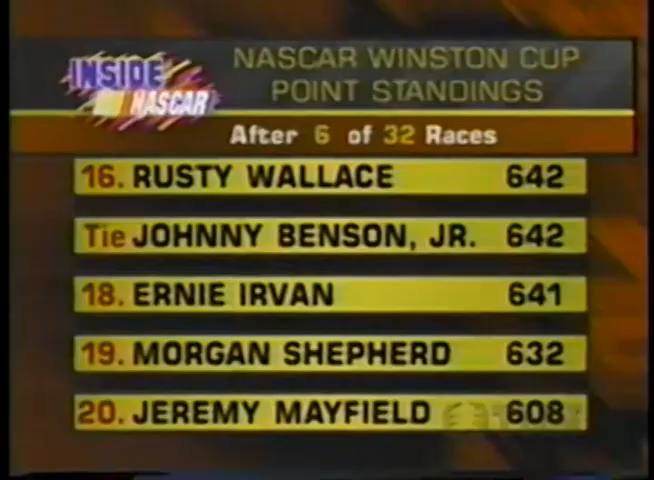 INSIDE NASCAR
NASCAR WINSTON CUP
POINT STANDINGS
After 6 of 32 Races
16. RUSTY WALLACE 642
Tie JOHNNY BENSON, JR. 642
18. ERNIE IRVAN 641
19. MORGAN SHEPHERD 632
20. JEREMY MAYFIELD 608